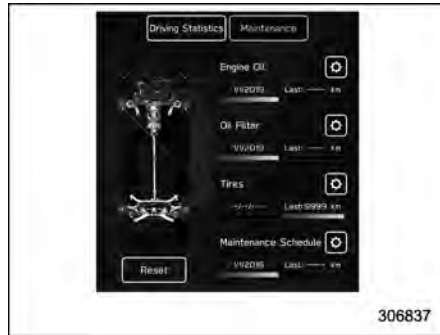 Driving Statistics Maintenance
Engine Oil
1/1/2019 Last: ---- km
Oil Filter
1/1/2019 Last: ---- km
Tires
--/--/---- Last:9999 km
Maintenance Schedule
1/1/2016 Last: ---- km
Reset
306837